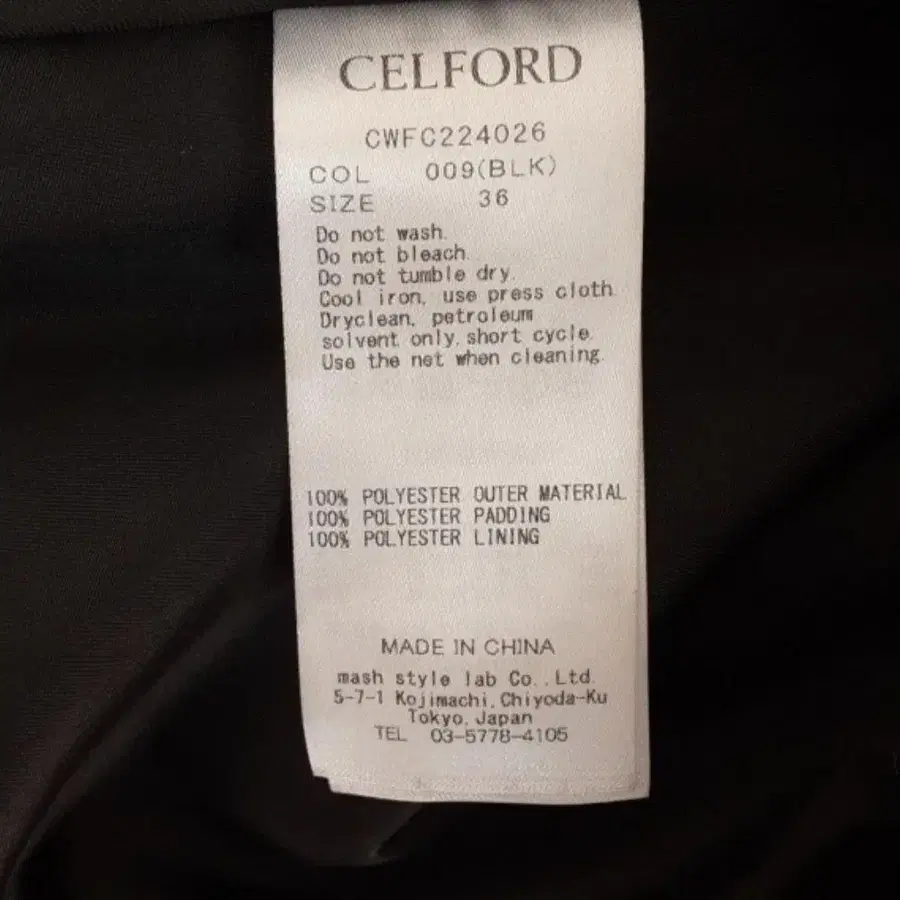 CELFORD
CWFC224026
COL 009(BLK)
SIZE 36
Do not wash.
Do not bleach.
Do not tumble dry.
Cool iron, use press cloth.
Dryclean, petroleum
solvent only, short cycle.
Use the net when cleaning.
100% POLYESTER OUTER MATERIAL
100% POLYESTER PADDING
100% POLYESTER LINING
MADE IN CHINA
mash style lab Co.,Ltd.
5-7-1 Kojimachi,Chiyoda-Ku
Tokyo,Japan
TEL 03-5778-4105